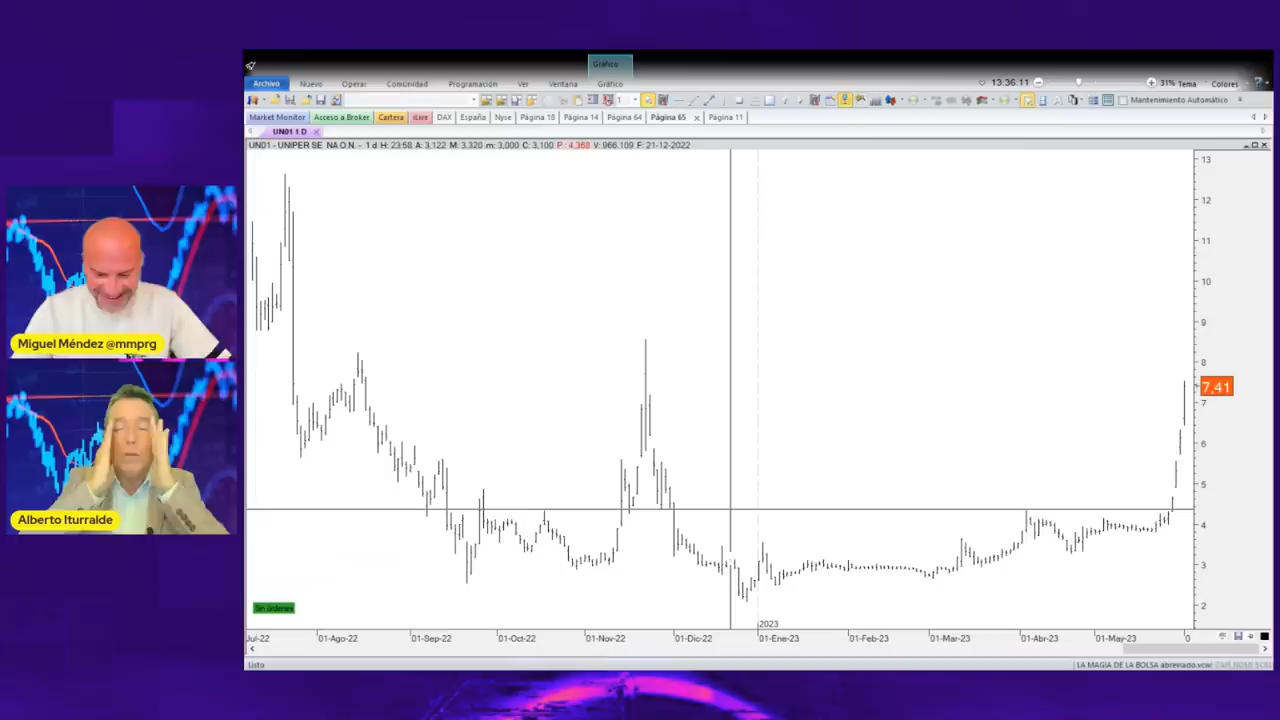 Gráfico
Archivo Nuevo Operar Comunidad Programación Ver Ventana Gráfico 13:36:11 31% Tema Colores
1 Mantenimiento Automático
Market Monitor Acceso a Broker Cartera iLive DAX España Nyse Página 18 Página 14 Página 64 Página 65 Página 11
UN01 1 D
UN01 - UNIPER SE NA O.N. - 1 d H: 23:58 A: 3,122 M: 3,320 m: 3,000 C: 3,100 P.: 4,368 V: 966.109 F: 21-12-2022
13
12
11
10
9
8
7,41
7
6
5
4
3
2
Miguel Méndez @mmprg
Alberto Iturralde
Sin órdenes
2023
Jul-22 01-Ago-22 01-Sep-22 01-Oct-22 01-Nov-22 01-Dic-22 01-Ene-23 01-Feb-23 01-Mar-23 01-Abr-23 01-May-23 0
Listo
LA MAGIA DE LA BOLSA abreviado.vcw